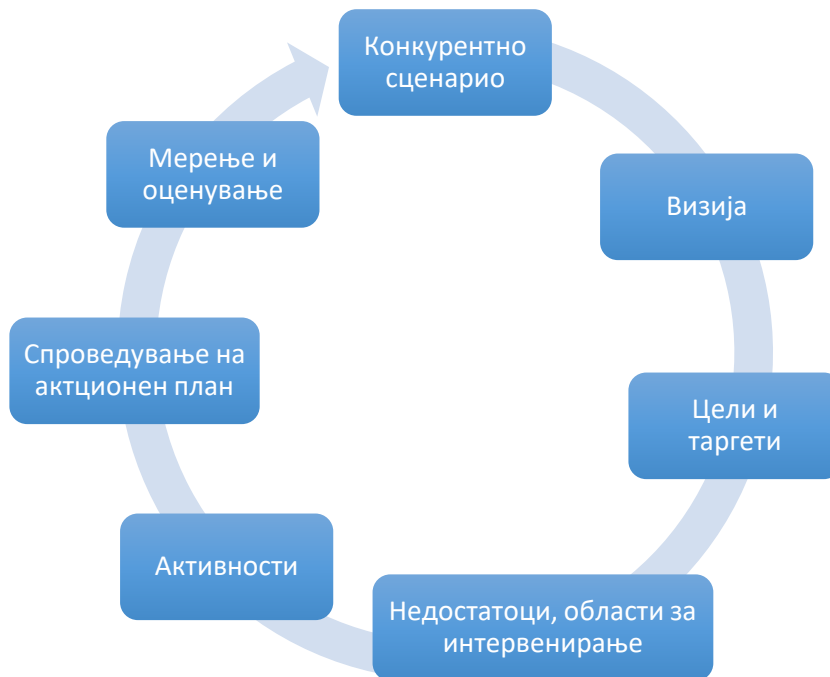 Конкурентно
сценарио
Визија
Цели и
таргети
Недостатоци, области за
интервенирање
Активности
Спроведување на
актционен план
Мерење и
оценување